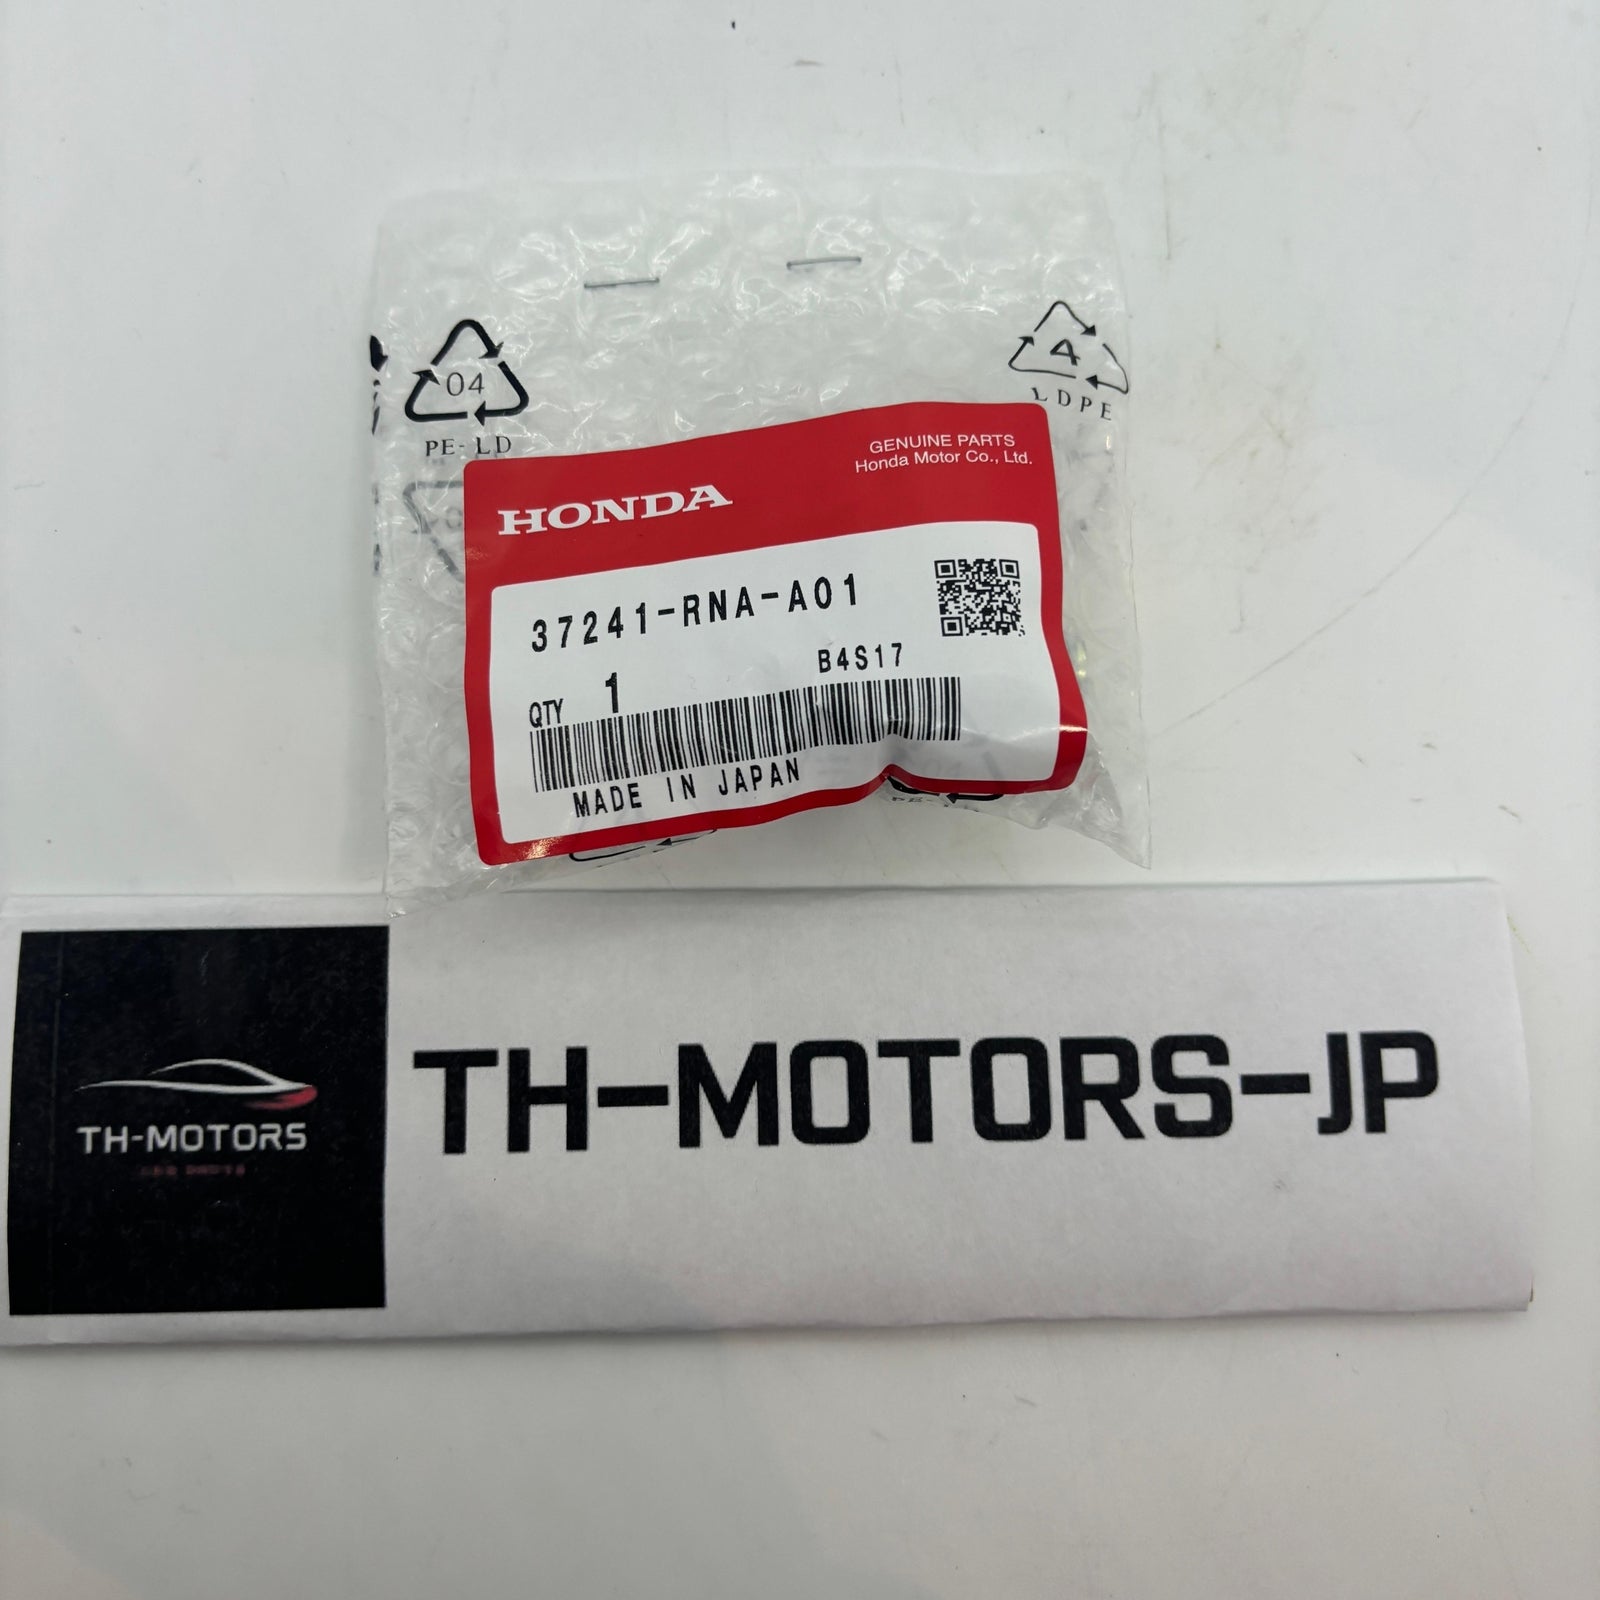 04
PE-LD
4
LDPE
GENUINE PARTS
Honda Motor Co., Ltd.
HONDA
37241-RNA-A01
B4S17
QTY 1
MADE IN JAPAN
TH-MOTORS
TH-MOTORS-JP